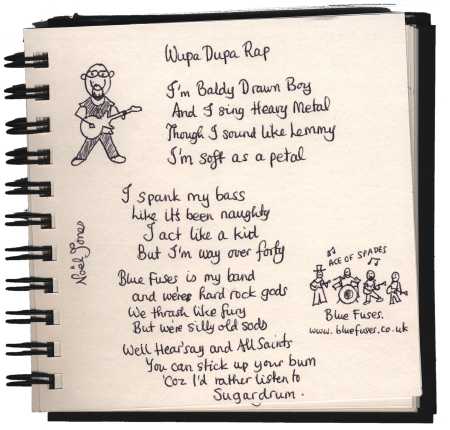 Wupa Dupa Rap
I'm Baldy Drawn Boy
And I sing Heavy Metal
Though I sound like Lemmy
I'm soft as a petal
I spank my bass
Like it's been naughty
I act like a kid
But I'm way over forty
Blue Fuses is my band
and we're hard rock gods
We thrash like fury
But we're silly old sods
Well Hear'say and All Saints
You can stick up your bum
'Coz I'd rather listen to
Sugardrum.
Noel Jones
ACE OF SPADES
Blue Fuses.
www.bluefuses.co.uk